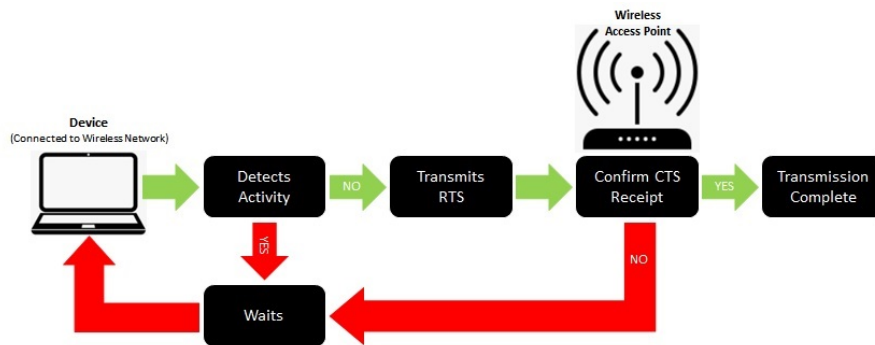 Wireless
Access Point
Device
(Connected to Wireless Network)
Detects
Activity
NO
Transmits
RTS
Confirm CTS
Receipt
YES
Transmission
Complete
YES
NO
Waits